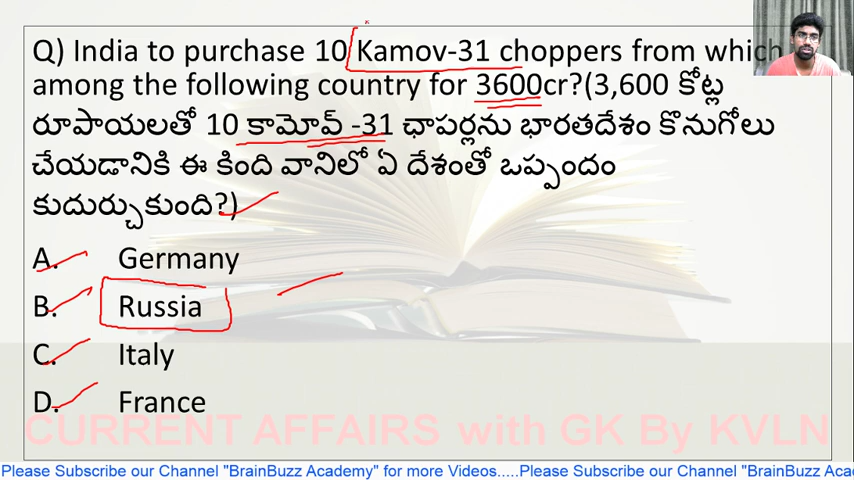 Q) India to purchase 10 Kamov-31 choppers from which
among the following country for 3600cr?(3,600 కోట్ల
రూపాయలతో 10 కామోవ్ -31 ఛాపర్లను భారతదేశం కొనుగోలు
చేయడానికి ఈ కింది వానిలో ఏ దేశంతో ఒప్పందం
కుదుర్చుకుంది?)
A. Germany
B. Russia
C. Italy
D. France
CURRENT AFFAIRS with GK By KVLN
Please Subscribe our Channel "BrainBuzz Academy" for more Videos.....Please Subscribe our Channel "BrainBuzz Aca